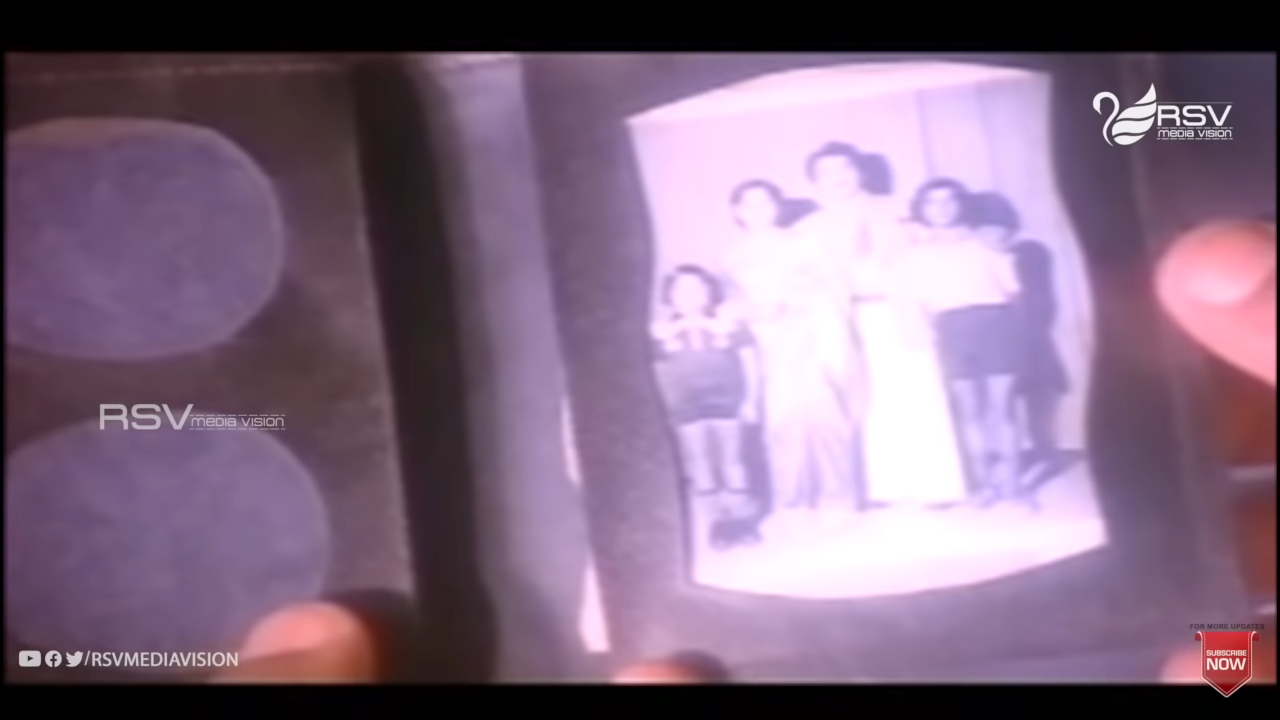 RSV
media vision
RSV media vision
/RSVMEDIAVISION
FOR MORE UPDATES
SUBSCRIBE
NOW